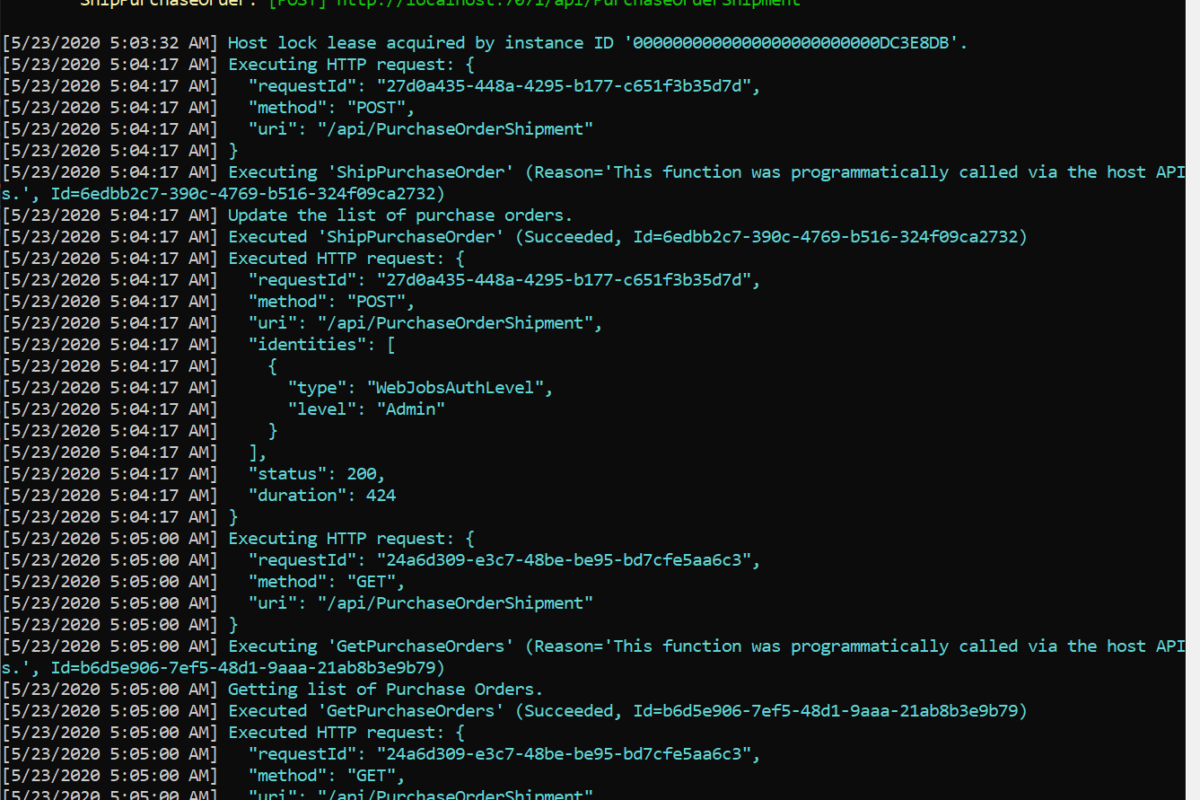 ShipPurchaseOrder: [POST] http://localhost:7071/api/PurchaseOrderShipment
[5/23/2020 5:03:32 AM] Host lock lease acquired by instance ID '000000000000000000000000DC3E8DB'.
[5/23/2020 5:04:17 AM] Executing HTTP request: {
[5/23/2020 5:04:17 AM]   "requestId": "27d0a435-448a-4295-b177-c651f3b35d7d",
[5/23/2020 5:04:17 AM]   "method": "POST",
[5/23/2020 5:04:17 AM]   "uri": "/api/PurchaseOrderShipment"
[5/23/2020 5:04:17 AM] }
[5/23/2020 5:04:17 AM] Executing 'ShipPurchaseOrder' (Reason='This function was programmatically called via the host API
s.', Id=6edbb2c7-390c-4769-b516-324f09ca2732)
[5/23/2020 5:04:17 AM] Update the list of purchase orders.
[5/23/2020 5:04:17 AM] Executed 'ShipPurchaseOrder' (Succeeded, Id=6edbb2c7-390c-4769-b516-324f09ca2732)
[5/23/2020 5:04:17 AM] Executed HTTP request: {
[5/23/2020 5:04:17 AM]   "requestId": "27d0a435-448a-4295-b177-c651f3b35d7d",
[5/23/2020 5:04:17 AM]   "method": "POST",
[5/23/2020 5:04:17 AM]   "uri": "/api/PurchaseOrderShipment",
[5/23/2020 5:04:17 AM]   "identities": [
[5/23/2020 5:04:17 AM]     {
[5/23/2020 5:04:17 AM]       "type": "WebJobsAuthLevel",
[5/23/2020 5:04:17 AM]       "level": "Admin"
[5/23/2020 5:04:17 AM]     }
[5/23/2020 5:04:17 AM]   ],
[5/23/2020 5:04:17 AM]   "status": 200,
[5/23/2020 5:04:17 AM]   "duration": 424
[5/23/2020 5:04:17 AM] }
[5/23/2020 5:05:00 AM] Executing HTTP request: {
[5/23/2020 5:05:00 AM]   "requestId": "24a6d309-e3c7-48be-be95-bd7cfe5aa6c3",
[5/23/2020 5:05:00 AM]   "method": "GET",
[5/23/2020 5:05:00 AM]   "uri": "/api/PurchaseOrderShipment"
[5/23/2020 5:05:00 AM] }
[5/23/2020 5:05:00 AM] Executing 'GetPurchaseOrders' (Reason='This function was programmatically called via the host API
s.', Id=b6d5e906-7ef5-48d1-9aaa-21ab8b3e9b79)
[5/23/2020 5:05:00 AM] Getting list of Purchase Orders.
[5/23/2020 5:05:00 AM] Executed 'GetPurchaseOrders' (Succeeded, Id=b6d5e906-7ef5-48d1-9aaa-21ab8b3e9b79)
[5/23/2020 5:05:00 AM] Executed HTTP request: {
[5/23/2020 5:05:00 AM]   "requestId": "24a6d309-e3c7-48be-be95-bd7cfe5aa6c3",
[5/23/2020 5:05:00 AM]   "method": "GET",
[5/23/2020 5:05:00 AM]   "uri": "/api/PurchaseOrderShipment"